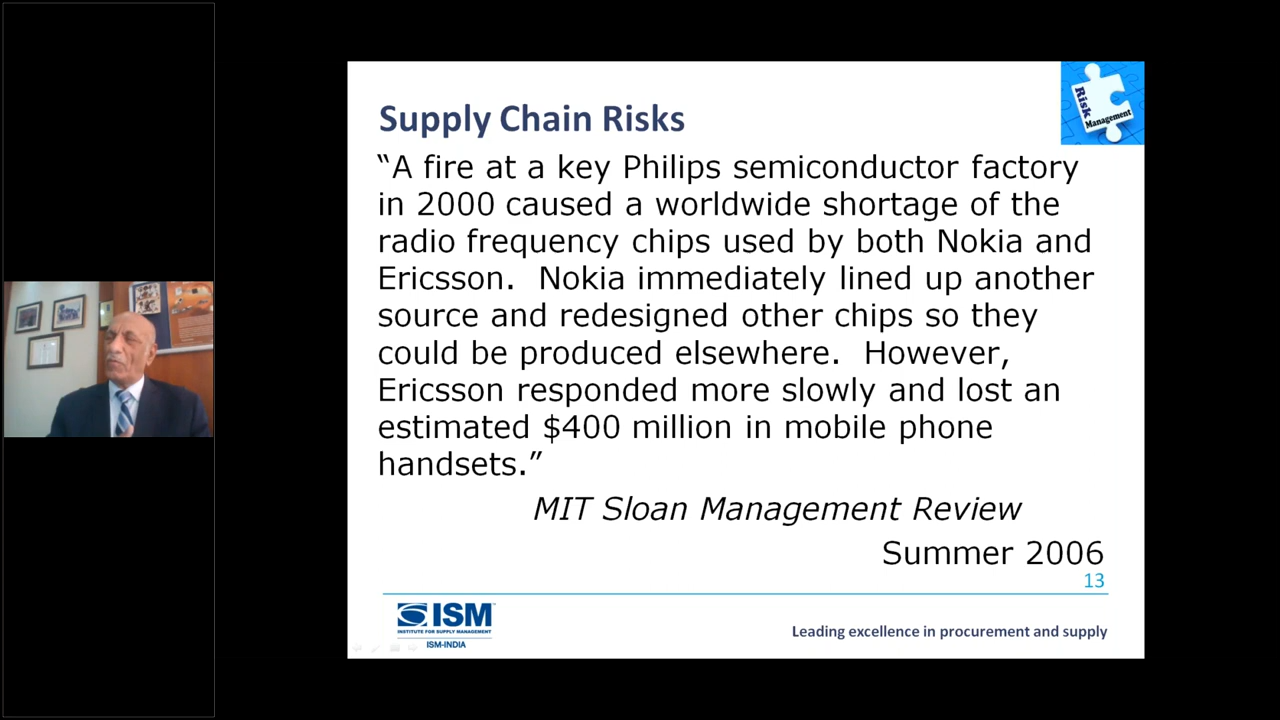 Risk
Management
Supply Chain Risks
“A fire at a key Philips semiconductor factory
in 2000 caused a worldwide shortage of the
radio frequency chips used by both Nokia and
Ericsson.  Nokia immediately lined up another
source and redesigned other chips so they
could be produced elsewhere.  However,
Ericsson responded more slowly and lost an
estimated $400 million in mobile phone
handsets.”
MIT Sloan Management Review
Summer 2006
13
ISM
INSTITUTE FOR SUPPLY MANAGEMENT
ISM-INDIA
Leading excellence in procurement and supply